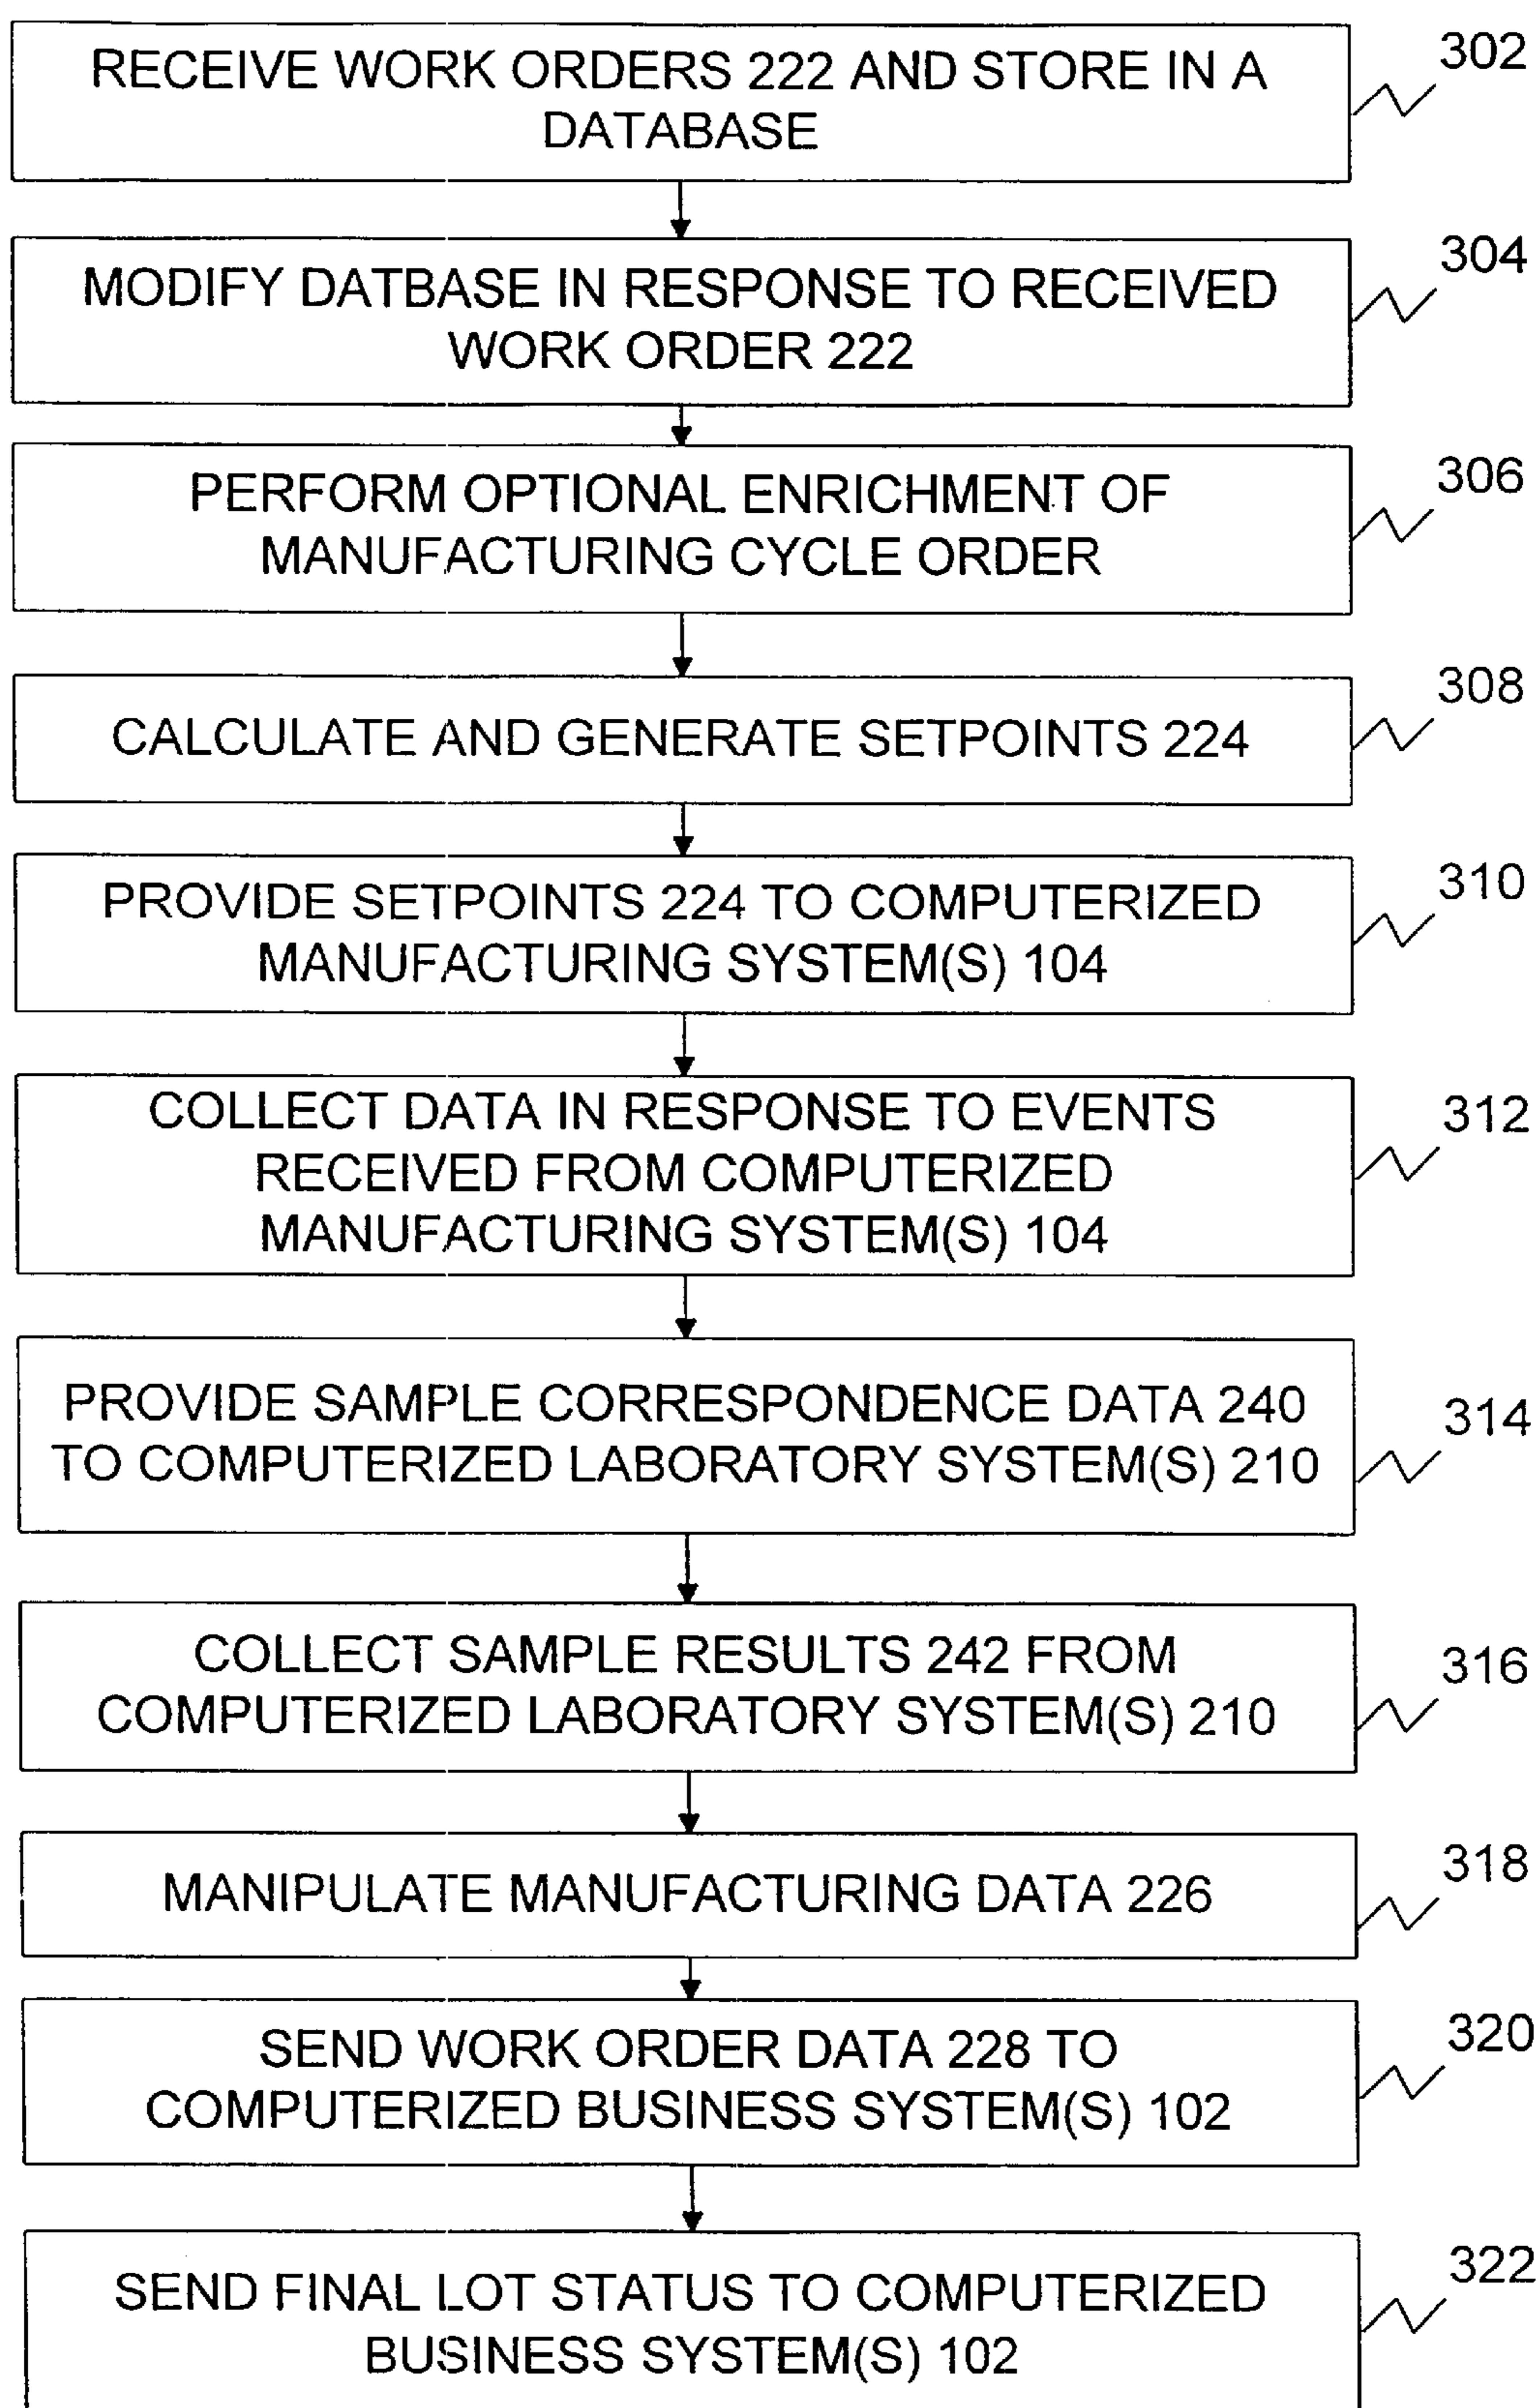 RECEIVE WORK ORDERS 222 AND STORE IN A
DATABASE
302
MODIFY DATBASE IN RESPONSE TO RECEIVED
WORK ORDER 222
304
PERFORM OPTIONAL ENRICHMENT OF
MANUFACTURING CYCLE ORDER
306
CALCULATE AND GENERATE SETPOINTS 224
308
PROVIDE SETPOINTS 224 TO COMPUTERIZED
MANUFACTURING SYSTEM(S) 104
310
COLLECT DATA IN RESPONSE TO EVENTS
RECEIVED FROM COMPUTERIZED
MANUFACTURING SYSTEM(S) 104
312
PROVIDE SAMPLE CORRESPONDENCE DATA 240
TO COMPUTERIZED LABORATORY SYSTEM(S) 210
314
COLLECT SAMPLE RESULTS 242 FROM
COMPUTERIZED LABORATORY SYSTEM(S) 210
316
MANIPULATE MANUFACTURING DATA 226
318
SEND WORK ORDER DATA 228 TO
COMPUTERIZED BUSINESS SYSTEM(S) 102
320
SEND FINAL LOT STATUS TO COMPUTERIZED
BUSINESS SYSTEM(S) 102
322